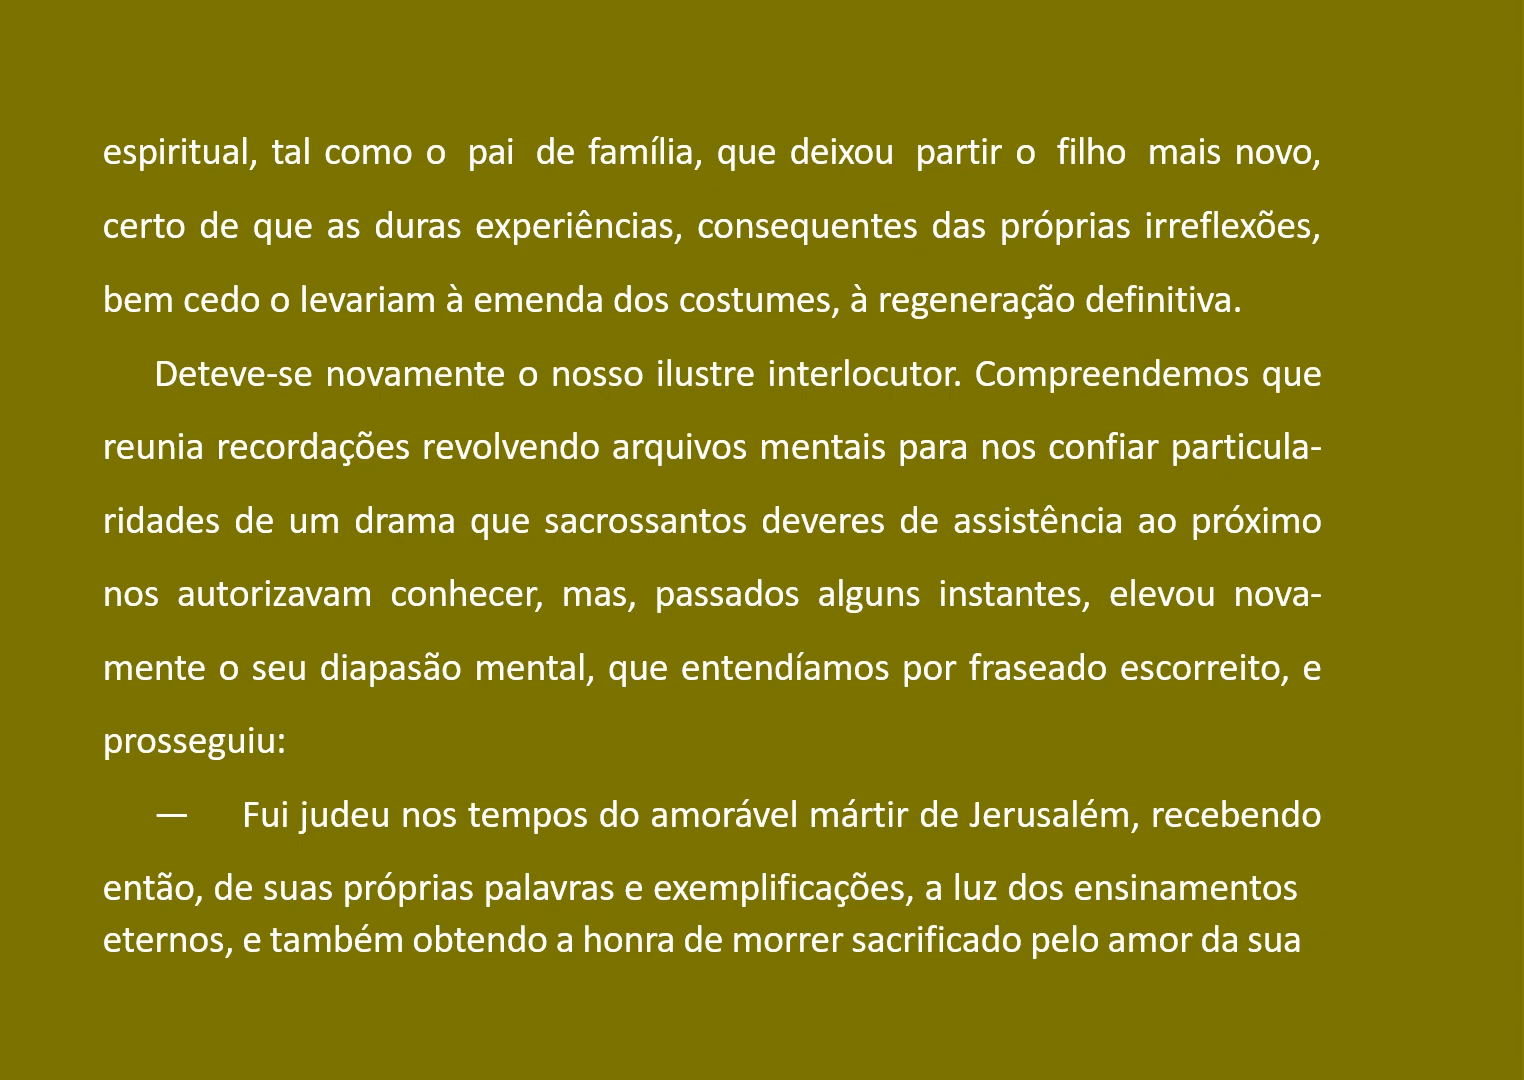 espiritual, tal como o pai de família, que deixou partir o filho mais novo,
certo de que as duras experiências, consequentes das próprias irreflexões,
bem cedo o levariam à emenda dos costumes, à regeneração definitiva.
Deteve-se novamente o nosso ilustre interlocutor. Compreendemos que
reunia recordações revolvendo arquivos mentais para nos confiar particula-
ridades de um drama que sacrossantos deveres de assistência ao próximo
nos autorizavam conhecer, mas, passados alguns instantes, elevou nova-
mente o seu diapasão mental, que entendíamos por fraseado escorreito, e
prosseguiu:
— Fui judeu nos tempos do amorável mártir de Jerusalém, recebendo
então, de suas próprias palavras e exemplificações, a luz dos ensinamentos
eternos, e também obtendo a honra de morrer sacrificado pelo amor da sua